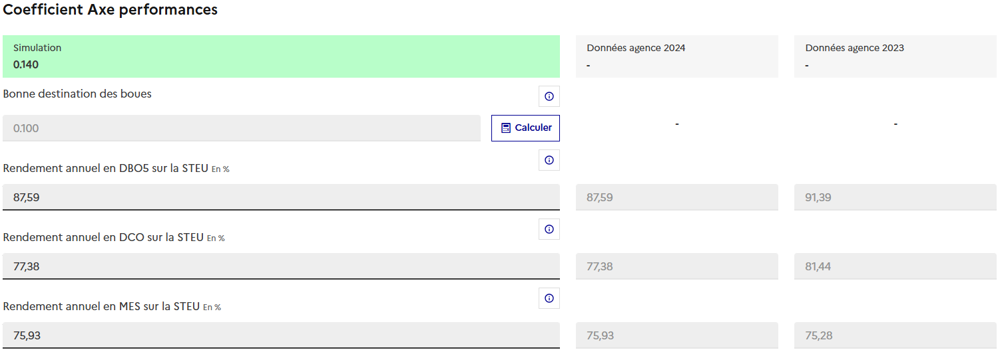 Coefficient Axe performances
Simulation
0.140
Données agence 2024
-
Données agence 2023
-
Bonne destination des boues
0.100
Calculer
-
-
Rendement annuel en DBO5 sur la STEU En %
87,59
87,59
91,39
Rendement annuel en DCO sur la STEU En %
77,38
77,38
81,44
Rendement annuel en MES sur la STEU En %
75,93
75,93
75,28